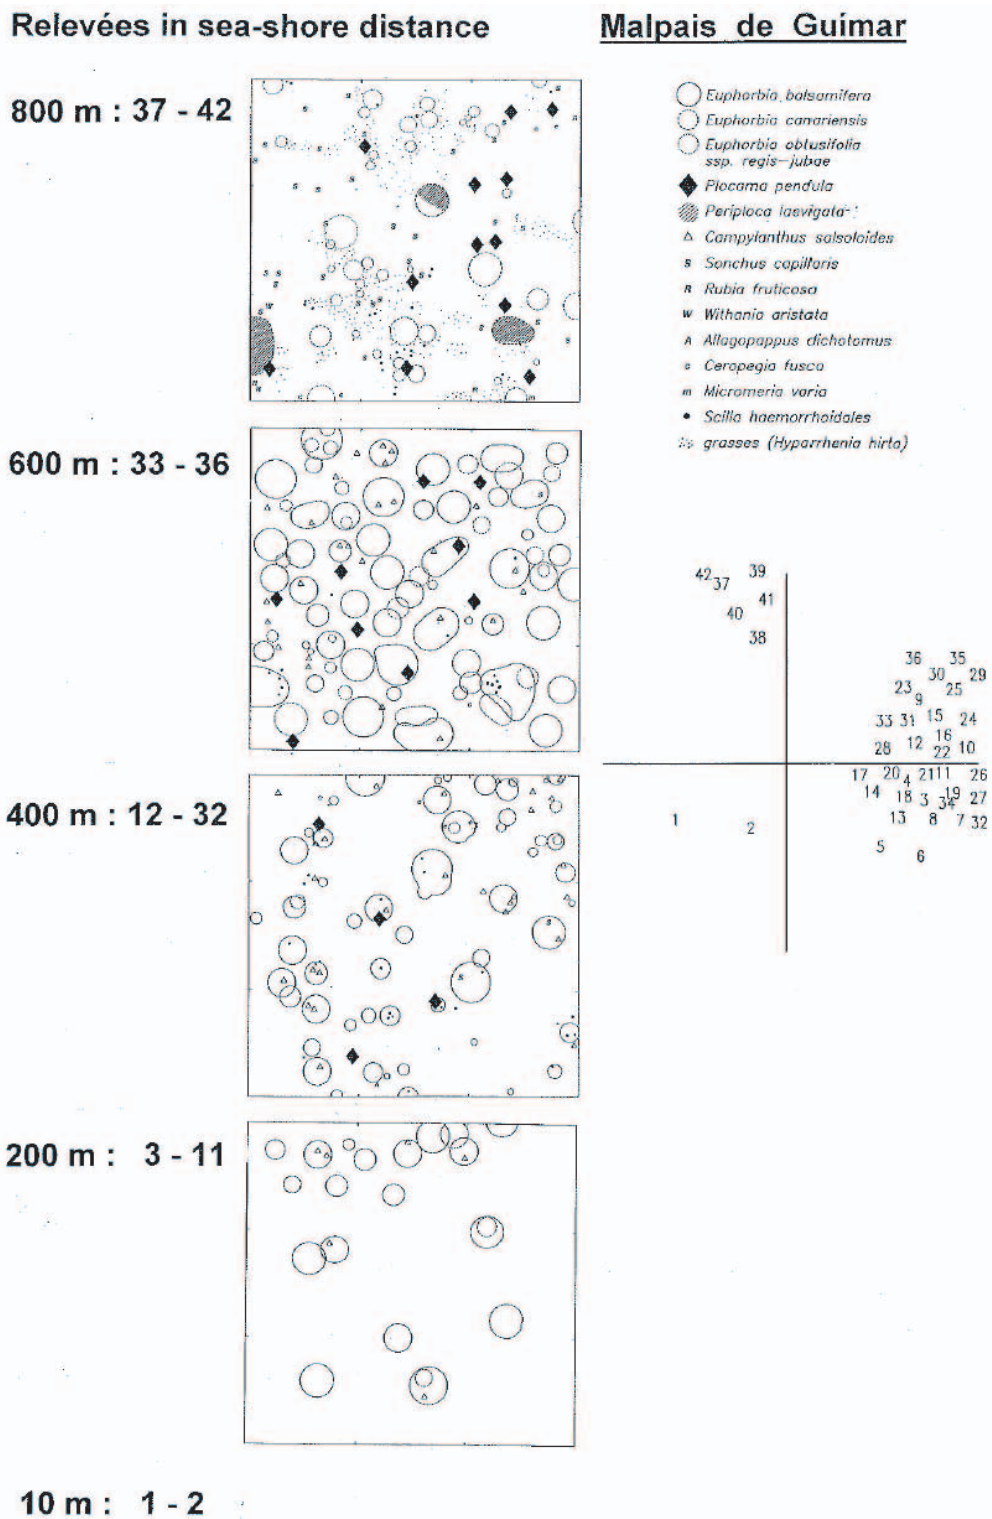 Relevées in sea-shore distance
Malpais de Guimar
800 m : 37 - 42
Euphorbia balsamifera
Euphorbia canariensis
Euphorbia obtusifolia
ssp. regis-jubae
Plocama pendula
Periploca laevigata
Campylanthus salsoloides
s Sonchus capillaris
R Rubia fruticosa
w Withania aristata
A Allagopappus dichotomus
c Ceropegia fusca
m Micromeria varia
Scilla haemorrhoidales
grasses (Hyparrhenia hirta)
600 m : 33 - 36
42 37 39
41
40
38
36 35
30 29
23 25
9
33 31 15 24
16
28 12 22 10
17 20 4 21 11 26
14 18 3 34 19 27
13 8 7 32
1 2
5
6
400 m : 12 - 32
200 m : 3 - 11
10 m : 1 - 2